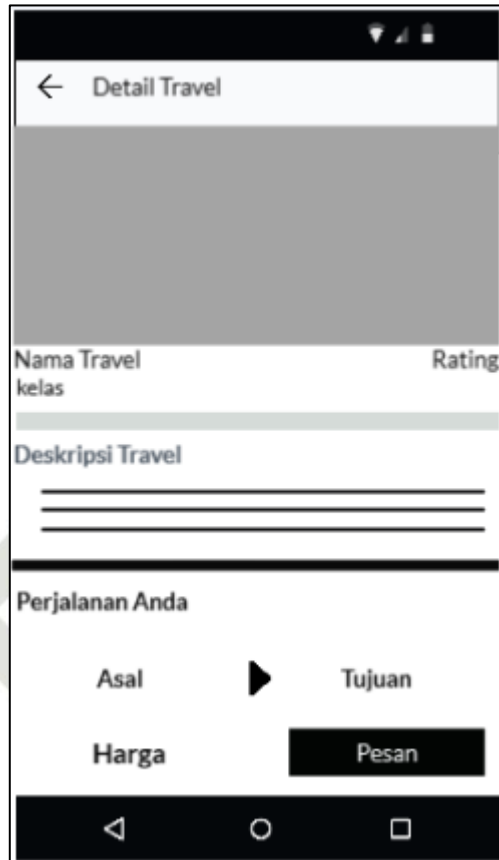 Detail Travel
Nama Travel Rating
kelas
Deskripsi Travel
Perjalanan Anda
Asal Tujuan
Harga Pesan